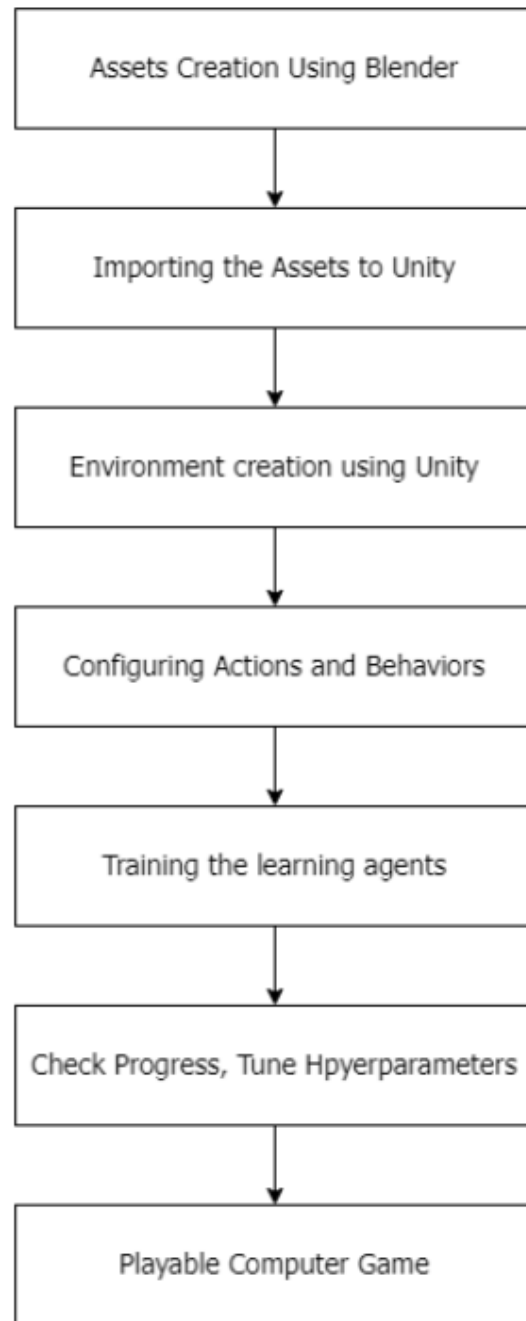 Assets Creation Using Blender
Importing the Assets to Unity
Environment creation using Unity
Configuring Actions and Behaviors
Training the learning agents
Check Progress, Tune Hpyerparameters
Playable Computer Game